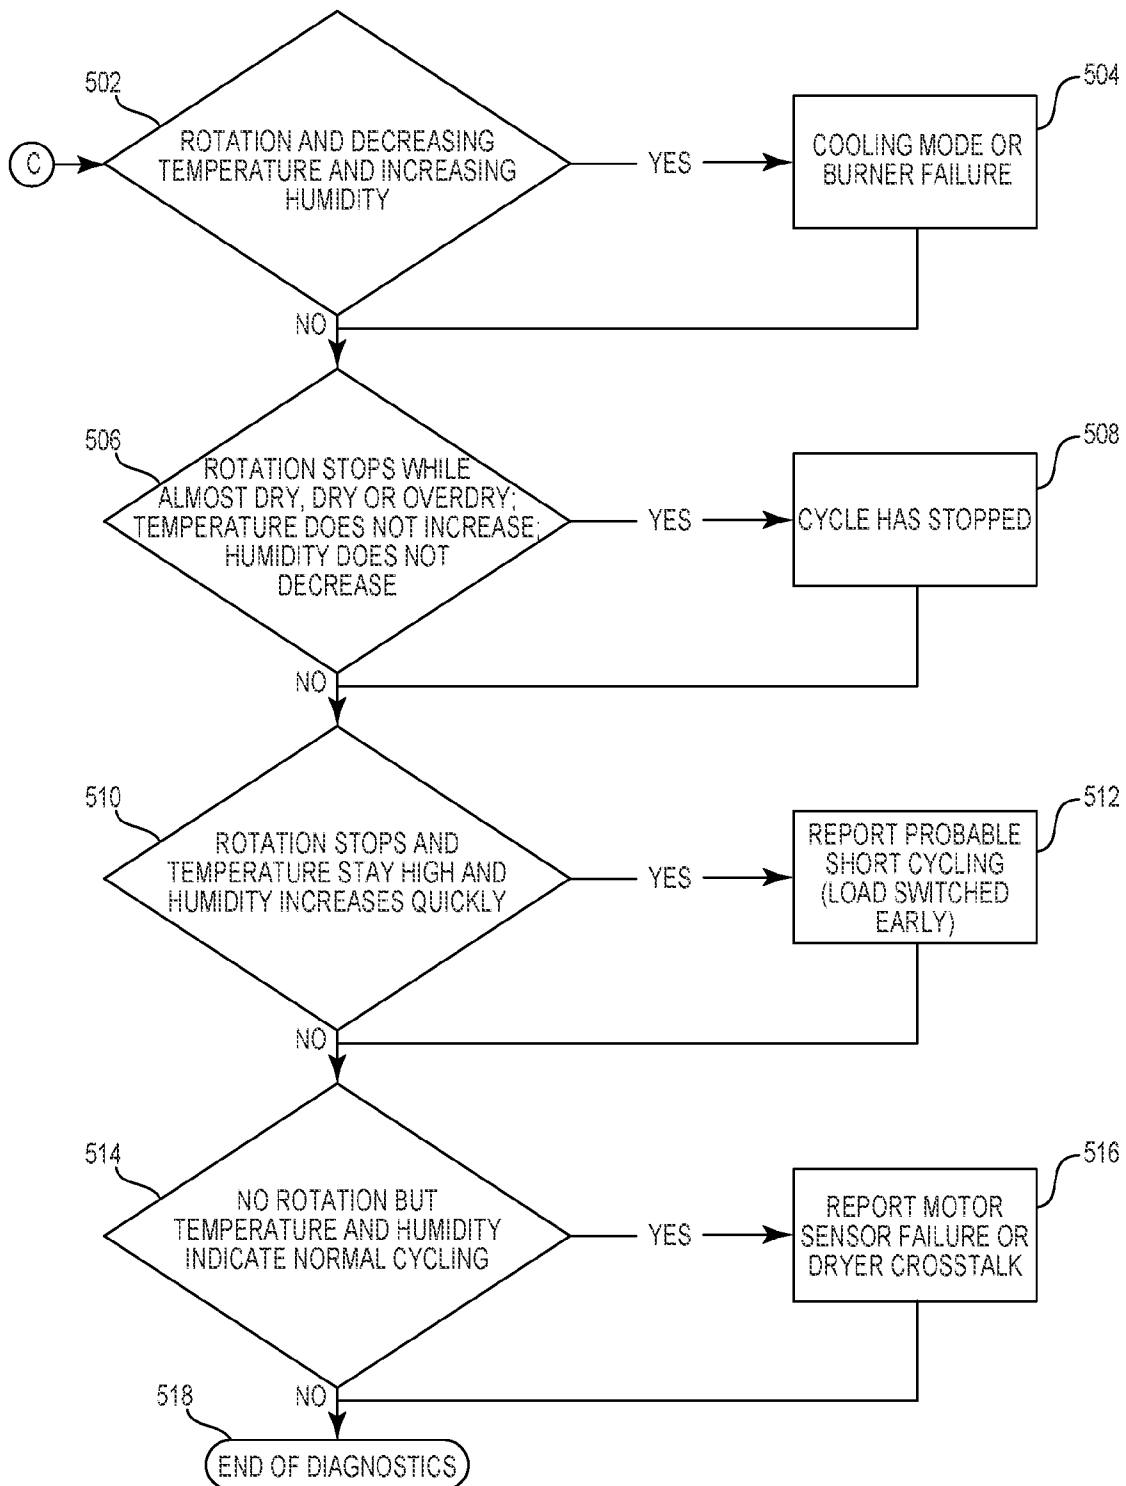 502
504
C
ROTATION AND DECREASING
TEMPERATURE AND INCREASING
HUMIDITY
YES
COOLING MODE OR
BURNER FAILURE
NO
506
508
ROTATION STOPS WHILE
ALMOST DRY, DRY OR OVERDRY;
TEMPERATURE DOES NOT INCREASE;
HUMIDITY DOES NOT
DECREASE
YES
CYCLE HAS STOPPED
NO
510
512
ROTATION STOPS AND
TEMPERATURE STAY HIGH AND
HUMIDITY INCREASES QUICKLY
YES
REPORT PROBABLE
SHORT CYCLING
(LOAD SWITCHED
EARLY)
NO
514
516
NO ROTATION BUT
TEMPERATURE AND HUMIDITY
INDICATE NORMAL CYCLING
YES
REPORT MOTOR
SENSOR FAILURE OR
DRYER CROSSTALK
NO
518
END OF DIAGNOSTICS